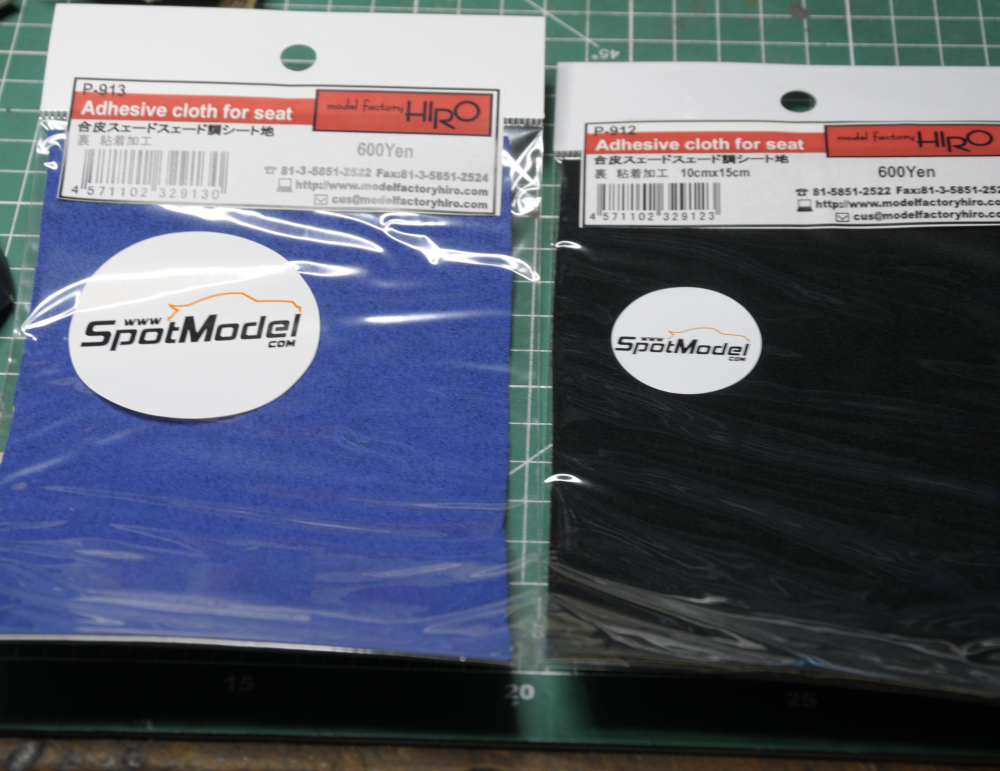 P-913
Adhesive cloth for seat
model factory HIRO
合皮スェードスェード調シート地
裏 粘着加工
600Yen
4 571102 329130
☎ 81-3-5851-2522 Fax:81-3-5851-2524
http://www.modelfactoryhiro.com
cus@modelfactoryhiro.com
www
SpotModel
.COM
45°
P-912
Adhesive cloth for seat
model factory HIRO
合皮スェードスェード調シート地
裏 粘着加工 10cmx15cm
600Yen
4 571102 329123
☎ 81-5851-2522 Fax:81-3-5851-252
http://www.modelfactoryhiro.co
cus@modelfactoryhiro.com
www
SpotModel
.COM
15
20
25